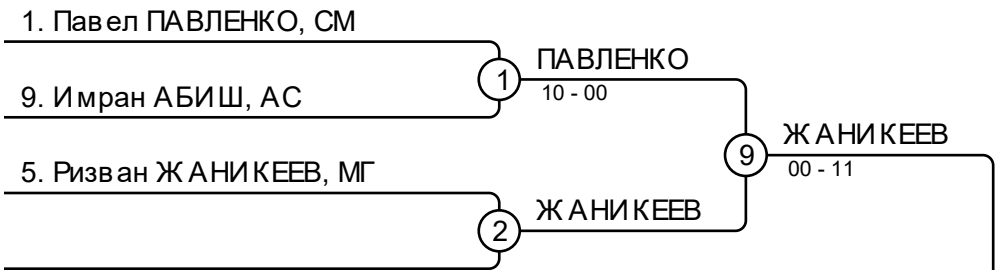 1. Павел ПАВЛЕНКО, СМ
ПАВЛЕНКО
1
10 - 00
9. Имран АБИШ, АС
ЖАНИКЕЕВ
9
00 - 11
5. Ризван ЖАНИКЕЕВ, МГ
ЖАНИКЕЕВ
2